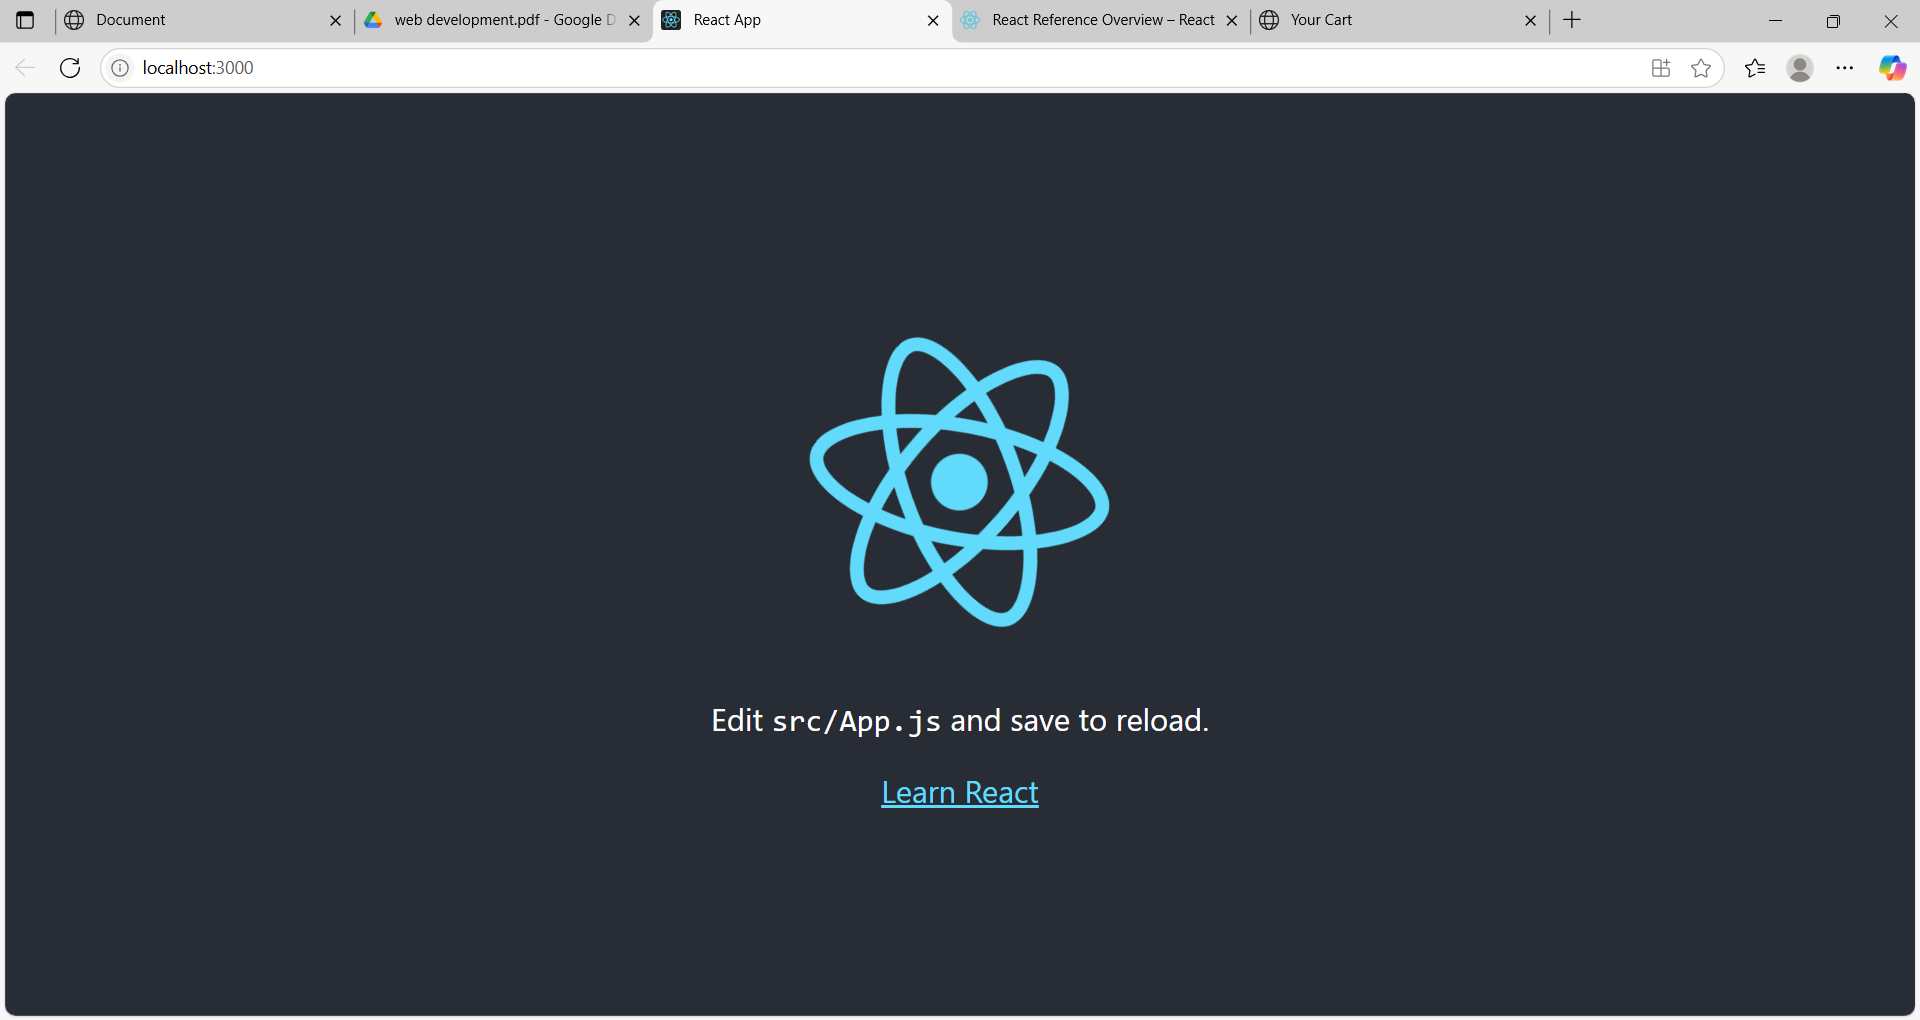 Document
web development.pdf - Google
React App
React Reference Overview – React
Your Cart
localhost:3000
Edit src/App.js and save to reload.
Learn React